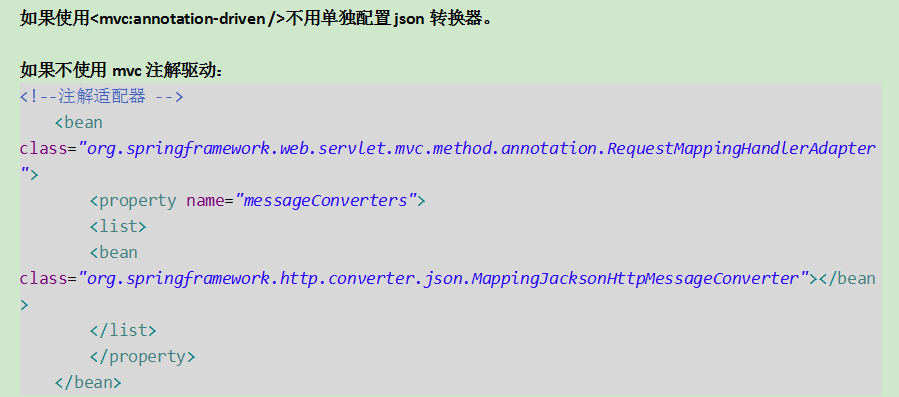 如果使用<mvc:annotation-driven />不用单独配置 json 转换器。
如果不使用 mvc 注解驱动：
<!--注解适配器 -->
<bean
class="org.springframework.web.servlet.mvc.method.annotation.RequestMappingHandlerAdapter
">
<property name="messageConverters">
<list>
<bean
class="org.springframework.http.converter.json.MappingJacksonHttpMessageConverter"></bean
>
</list>
</property>
</bean>